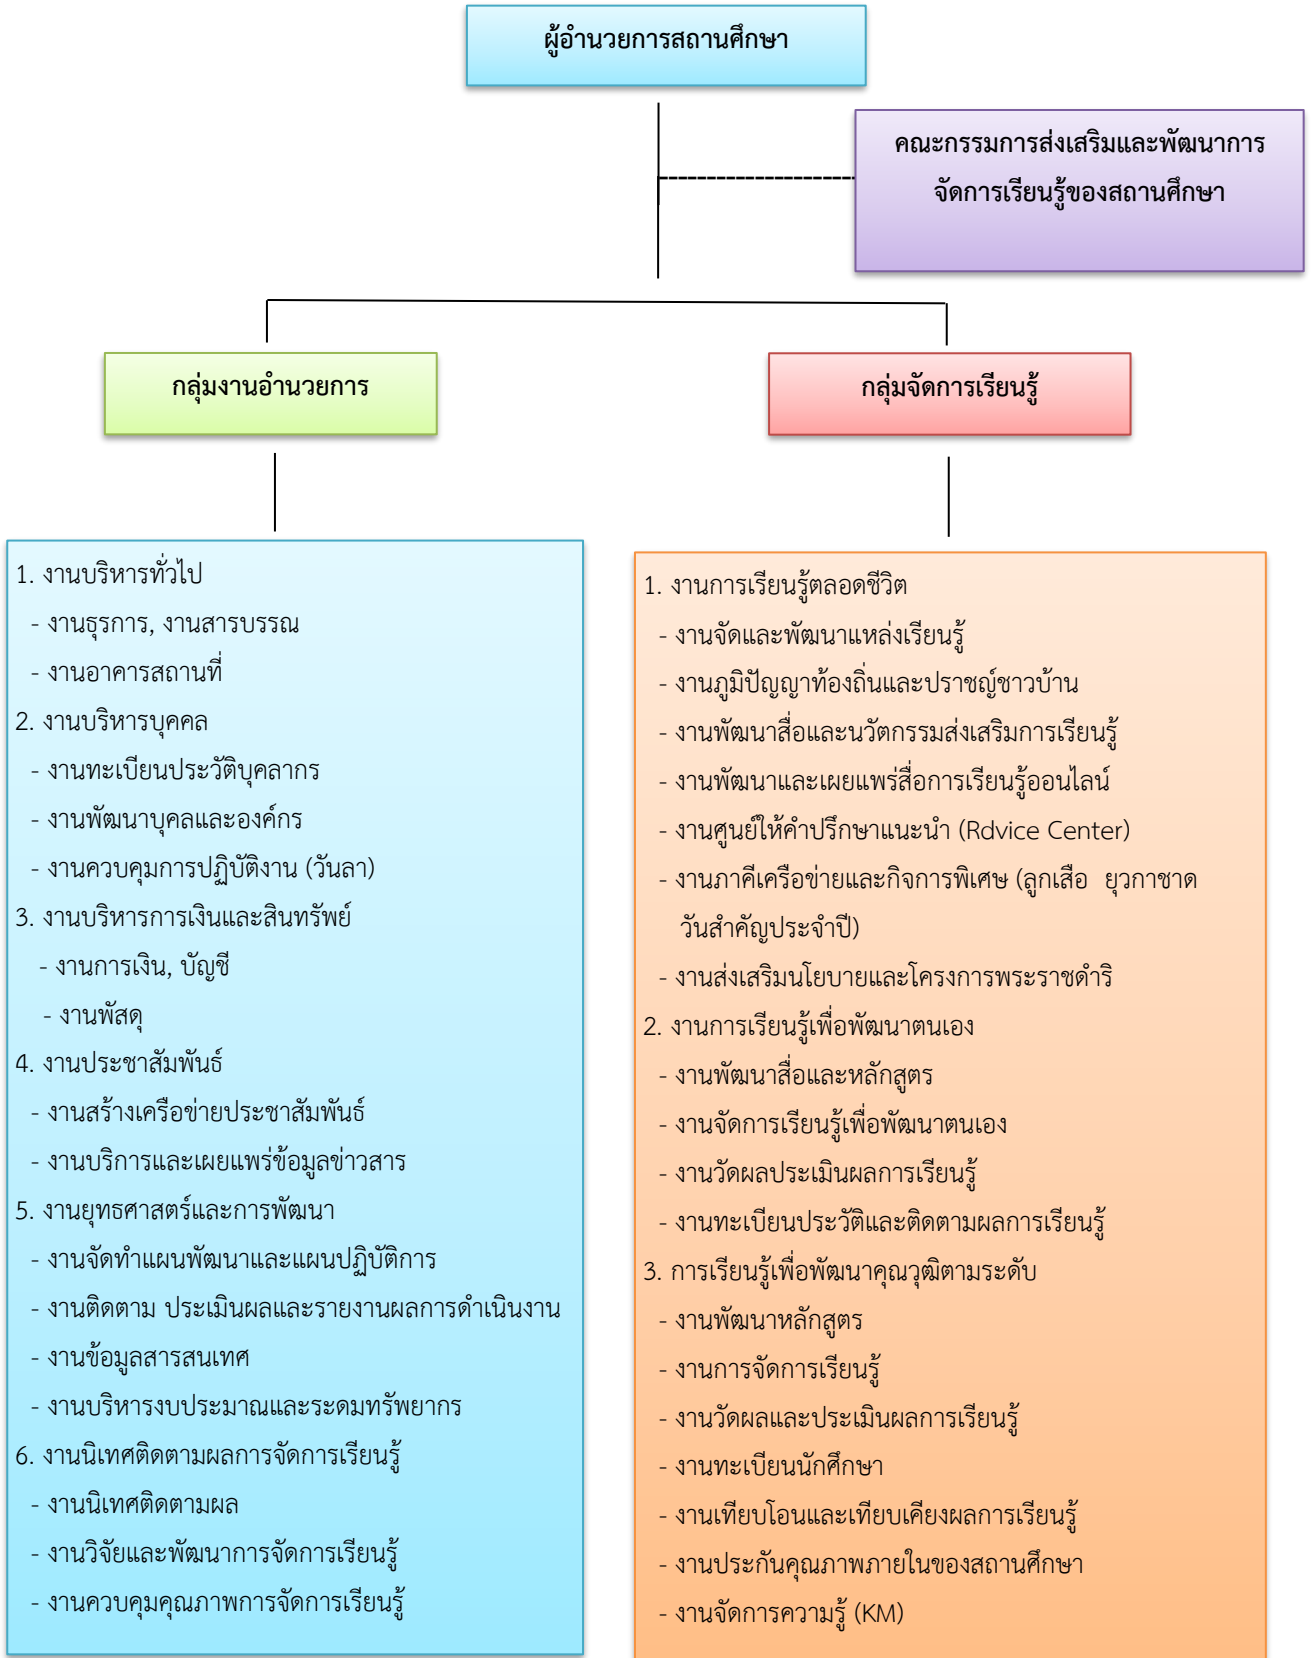 ผู้อำนวยการสถานศึกษา
คณะกรรมการส่งเสริมและพัฒนาการ
จัดการเรียนรู้ของสถานศึกษา
กลุ่มงานอำนวยการ
กลุ่มจัดการเรียนรู้
1. งานบริหารทั่วไป
- งานธุรการ, งานสารบรรณ
- งานอาคารสถานที่
2. งานบริหารบุคคล
- งานทะเบียนประวัติบุคลากร
- งานพัฒนาบุคลและองค์กร
- งานควบคุมการปฏิบัติงาน (วันลา)
3. งานบริหารการเงินและสินทรัพย์
- งานการเงิน, บัญชี
- งานพัสดุ
4. งานประชาสัมพันธ์
- งานสร้างเครือข่ายประชาสัมพันธ์
- งานบริการและเผยแพร่ข้อมูลข่าวสาร
5. งานยุทธศาสตร์และการพัฒนา
- งานจัดทำแผนพัฒนาและแผนปฏิบัติการ
- งานติดตาม ประเมินผลและรายงานผลการดำเนินงาน
- งานข้อมูลสารสนเทศ
- งานบริหารงบประมาณและระดมทรัพยากร
6. งานนิเทศติดตามผลการจัดการเรียนรู้
- งานนิเทศติดตามผล
- งานวิจัยและพัฒนาการจัดการเรียนรู้
- งานควบคุมคุณภาพการจัดการเรียนรู้
1. งานการเรียนรู้ตลอดชีวิต
- งานจัดและพัฒนาแหล่งเรียนรู้
- งานภูมิปัญญาท้องถิ่นและปราชญ์ชาวบ้าน
- งานพัฒนาสื่อและนวัตกรรมส่งเสริมการเรียนรู้
- งานพัฒนาและเผยแพร่สื่อการเรียนรู้ออนไลน์
- งานศูนย์ให้คำปรึกษาแนะนำ (Rdvice Center)
- งานภาคีเครือข่ายและกิจการพิเศษ (ลูกเสือ ยุวกาชาด
วันสำคัญประจำปี)
- งานส่งเสริมนโยบายและโครงการพระราชดำริ
2. งานการเรียนรู้เพื่อพัฒนาตนเอง
- งานพัฒนาสื่อและหลักสูตร
- งานจัดการเรียนรู้เพื่อพัฒนาตนเอง
- งานวัดผลประเมินผลการเรียนรู้
- งานทะเบียนประวัติและติดตามผลการเรียนรู้
3. การเรียนรู้เพื่อพัฒนาคุณวุฒิตามระดับ
- งานพัฒนาหลักสูตร
- งานการจัดการเรียนรู้
- งานวัดผลและประเมินผลการเรียนรู้
- งานทะเบียนนักศึกษา
- งานเทียบโอนและเทียบเคียงผลการเรียนรู้
- งานประกันคุณภาพภายในของสถานศึกษา
- งานจัดการความรู้ (KM)